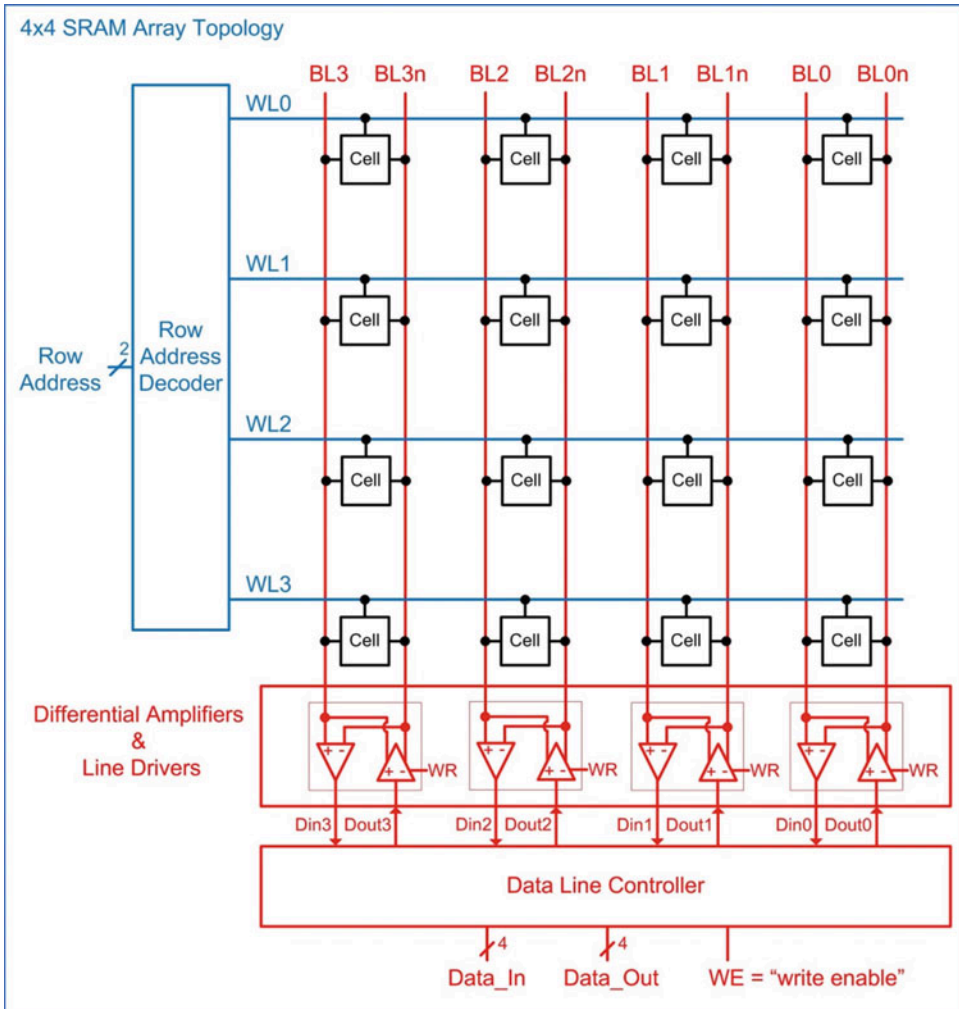 4x4 SRAM Array Topology
BL3 BL3n BL2 BL2n BL1 BL1n BL0 BL0n
WL0
Cell Cell Cell Cell
WL1
Cell Cell Cell Cell
Row
Address
2
Row
Address
Decoder
WL2
Cell Cell Cell Cell
WL3
Cell Cell Cell Cell
Differential Amplifiers
&
Line Drivers
+ - + - WR + - + - WR + - + - WR + - + - WR
Din3 Dout3 Din2 Dout2 Din1 Dout1 Din0 Dout0
Data Line Controller
4 4
Data_In Data_Out WE = “write enable”